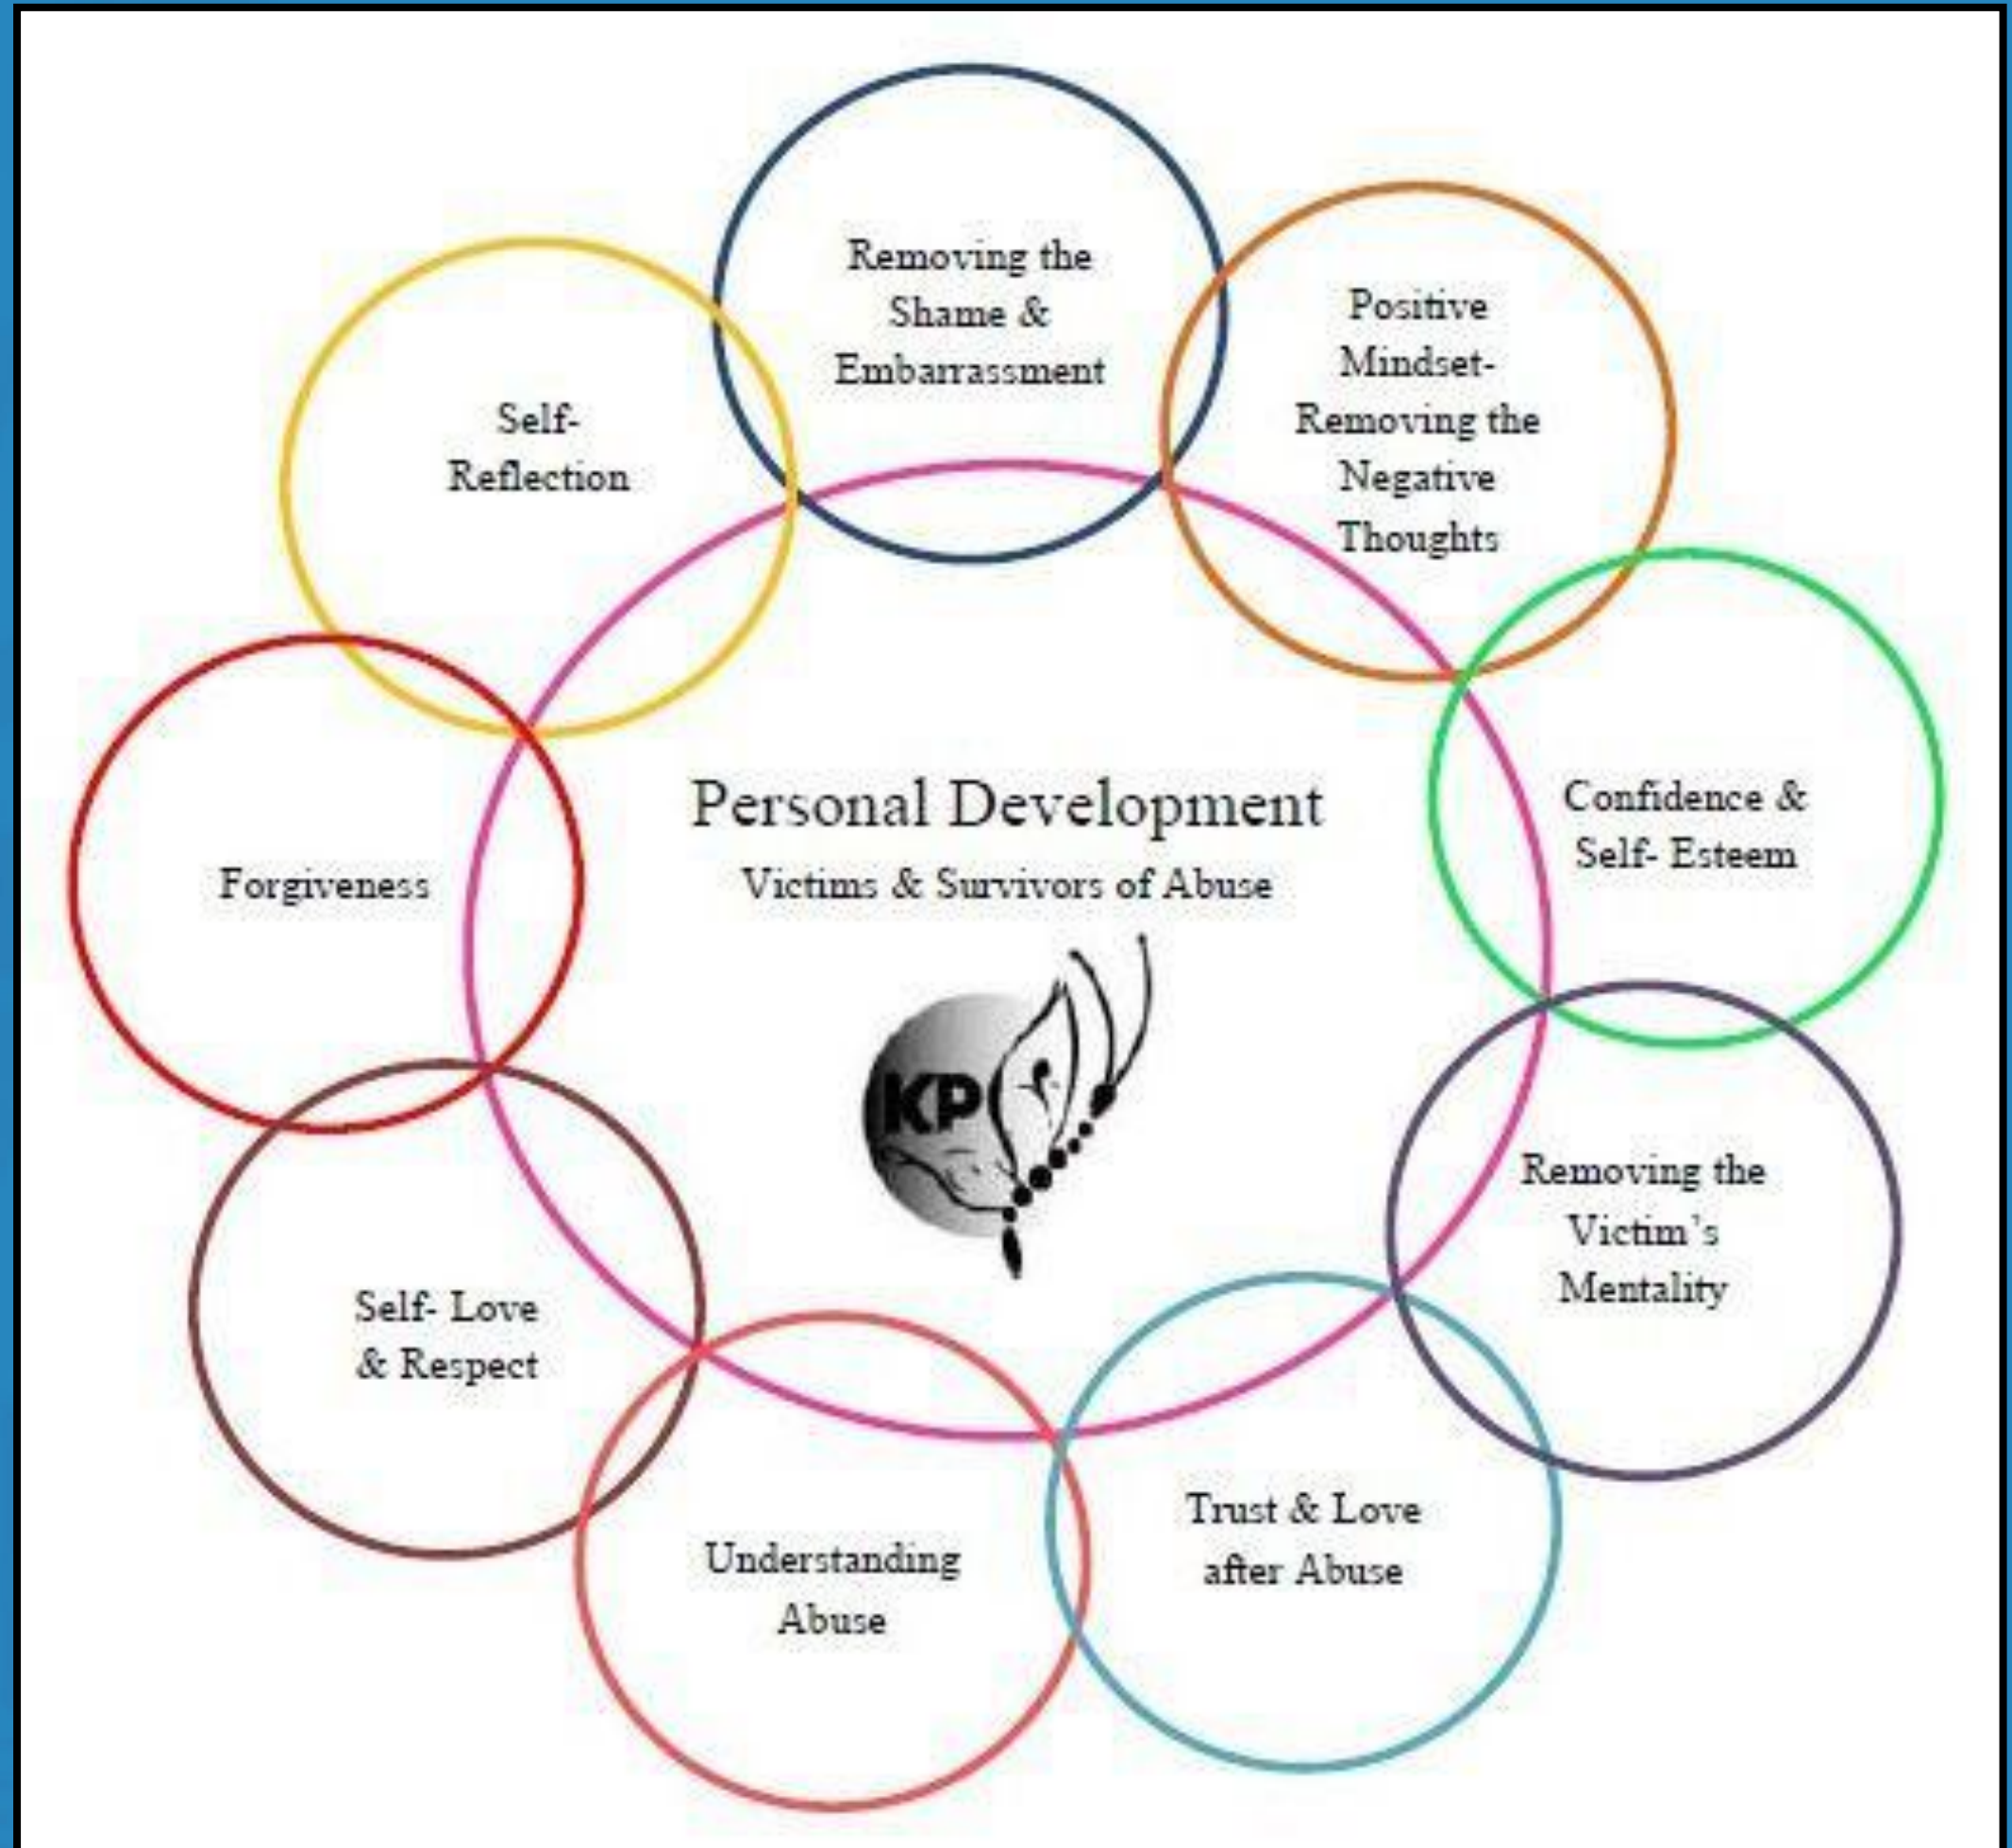 Removing the
Shame &
Embarrassment
Positive
Mindset-
Removing the
Negative
Thoughts
Confidence &
Self- Esteem
Removing the
Victim's
Mentality
Trust & Love
after Abuse
Understanding
Abuse
Self- Love
& Respect
Forgiveness
Self-
Reflection
Personal Development
Victims & Survivors of Abuse
KP